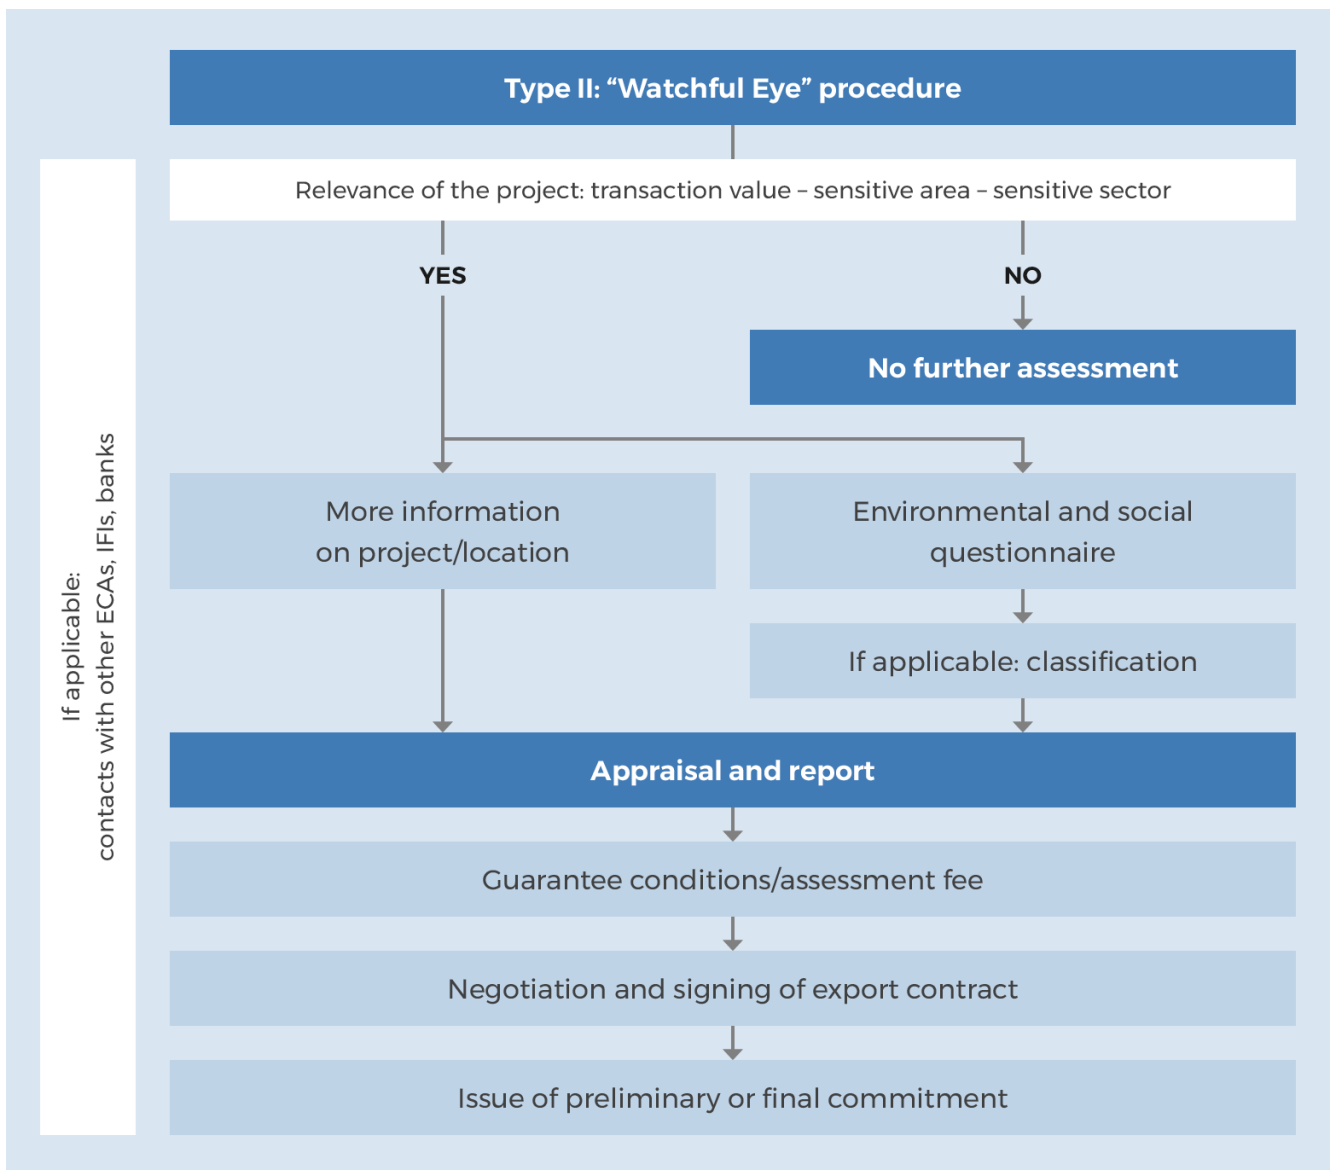 Type II: “Watchful Eye” procedure
Relevance of the project: transaction value – sensitive area – sensitive sector
YES
NO
No further assessment
If applicable:
contacts with other ECAs, IFIs, banks
More information
on project/location
Environmental and social
questionnaire
If applicable: classification
Appraisal and report
Guarantee conditions/assessment fee
Negotiation and signing of export contract
Issue of preliminary or final commitment